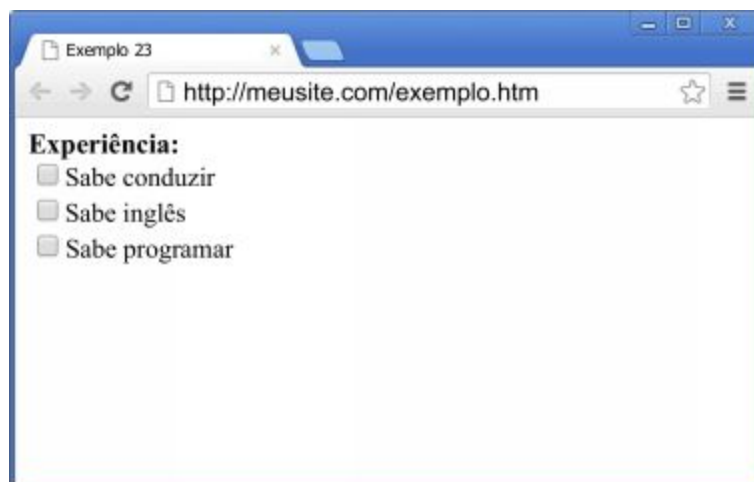 Exemplo 23
http://meusite.com/exemplo.htm
Experiência:
Sabe conduzir
Sabe inglês
Sabe programar